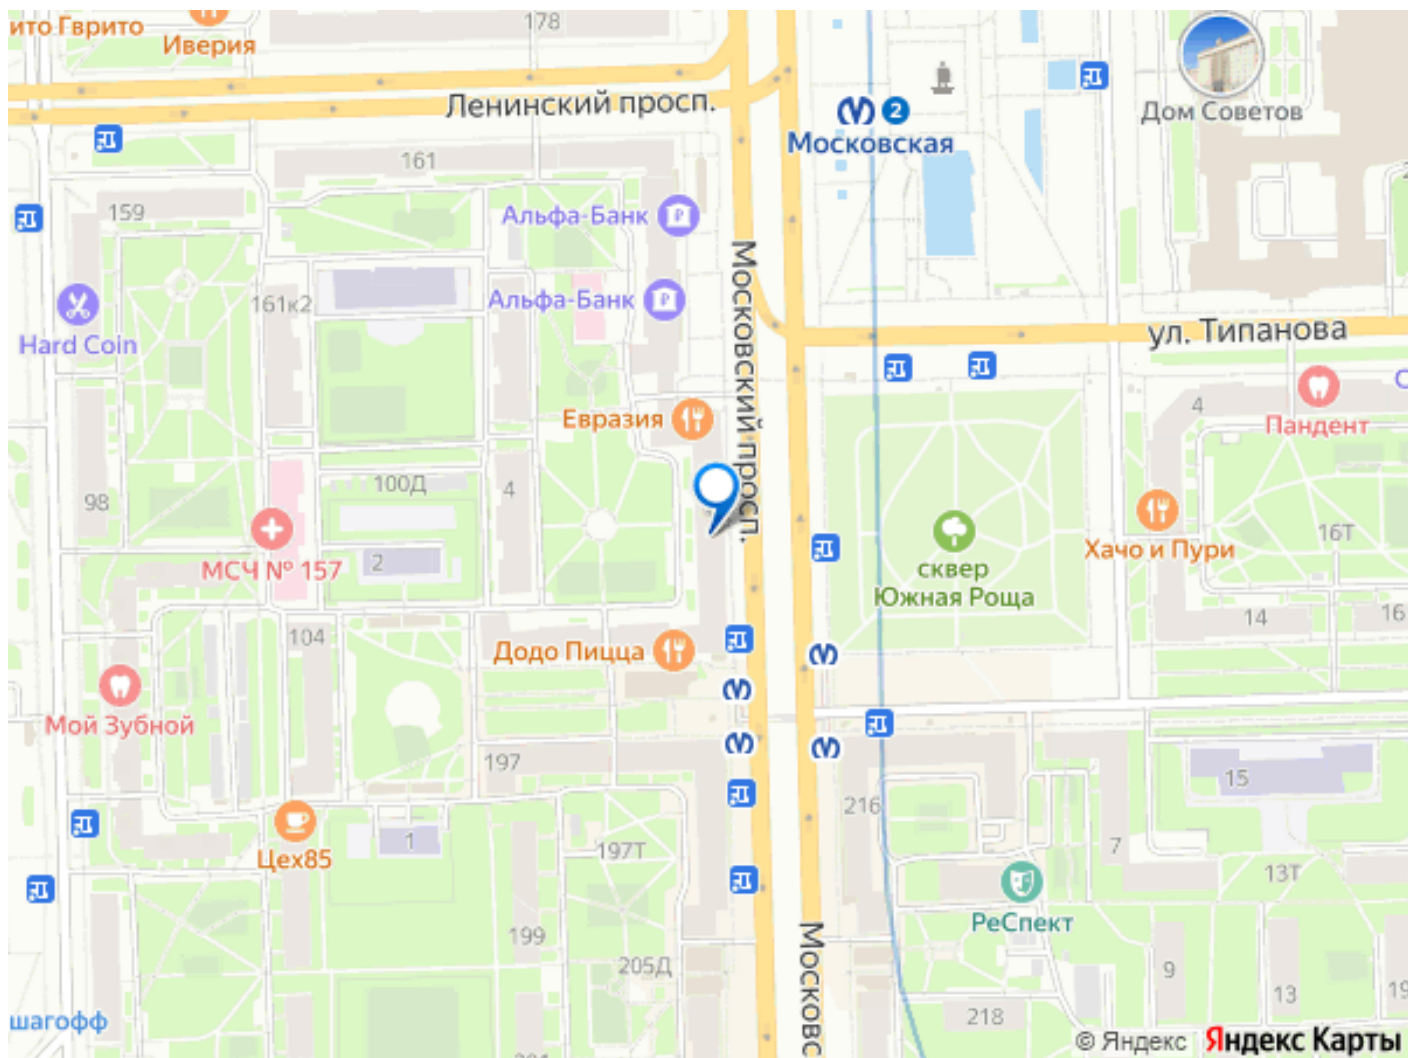 ито Гврито
Иверия
178
Ленинский просп.
2
Московская
Дом Советов
161
159
Альфа-Банк
Московский просп.
161к2
Альфа-Банк
Hard Coin
ул. Типанова
4
Пандент
Евразия
98
100Д
4
2
МСЧ № 157
сквер
Южная Роща
Хачо и Пури
16Т
14
16
104
Додо Пицца
Мой Зубной
197
216
15
7
13Т
Цех85
1
197Т
РеСпект
199
205Д
Московс
9
13
19
218
шагофф
© Яндекс
Яндекс Карты